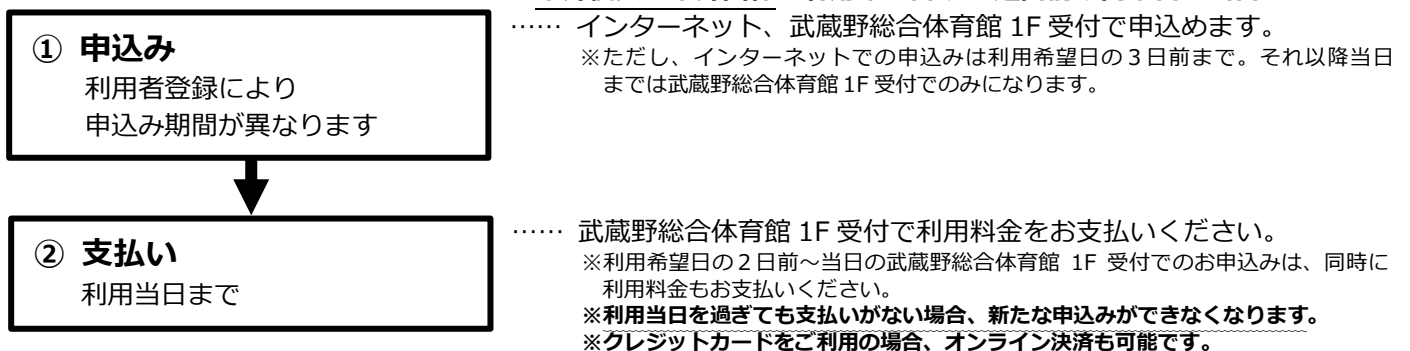 ① 申込み
利用者登録により
申込み期間が異なります
…… インターネット、武蔵野総合体育館 1F 受付で申込めます。
※ただし、インターネットでの申込みは利用希望日の３日前まで。それ以降当日
までは武蔵野総合体育館 1F 受付でのみになります。
② 支払い
利用当日まで
…… 武蔵野総合体育館 1F 受付で利用料金をお支払いください。
※利用希望日の２日前～当日の武蔵野総合体育館 1F 受付でのお申込みは、同時に
利用料金もお支払いください。
※利用当日を過ぎても支払いがない場合、新たな申込みができなくなります。
※クレジットカードをご利用の場合、オンライン決済も可能です。